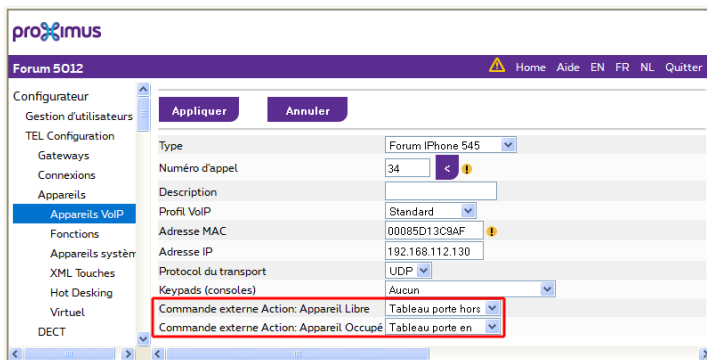 proximus
Forum 5012
Home Aide EN FR NL Quitter
Configurateur
Gestion d'utilisateurs
TEL Configuration
Gateways
Connexions
Appareils
Appareils VoIP
Fonctions
Appareils systèm
XML Touches
Hot Desking
Virtuel
DECT
Appliquer Annuler
Type Forum IPhone 545
Numéro d'appel 34 <
Description
Profil VoIP Standard
Adresse MAC 00085D13C9AF
Adresse IP 192.168.112.130
Protocol du transport UDP
Keypads (consoles) Aucun
Commande externe Action: Appareil Libre Tableau porte hors
Commande externe Action: Appareil Occupé Tableau porte en